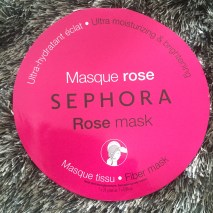 Ultra-hydratant éclat • Ultra moisturizing & brightening
Masque rose
SEPHORA
Rose mask
Masque tissu • Fiber mask